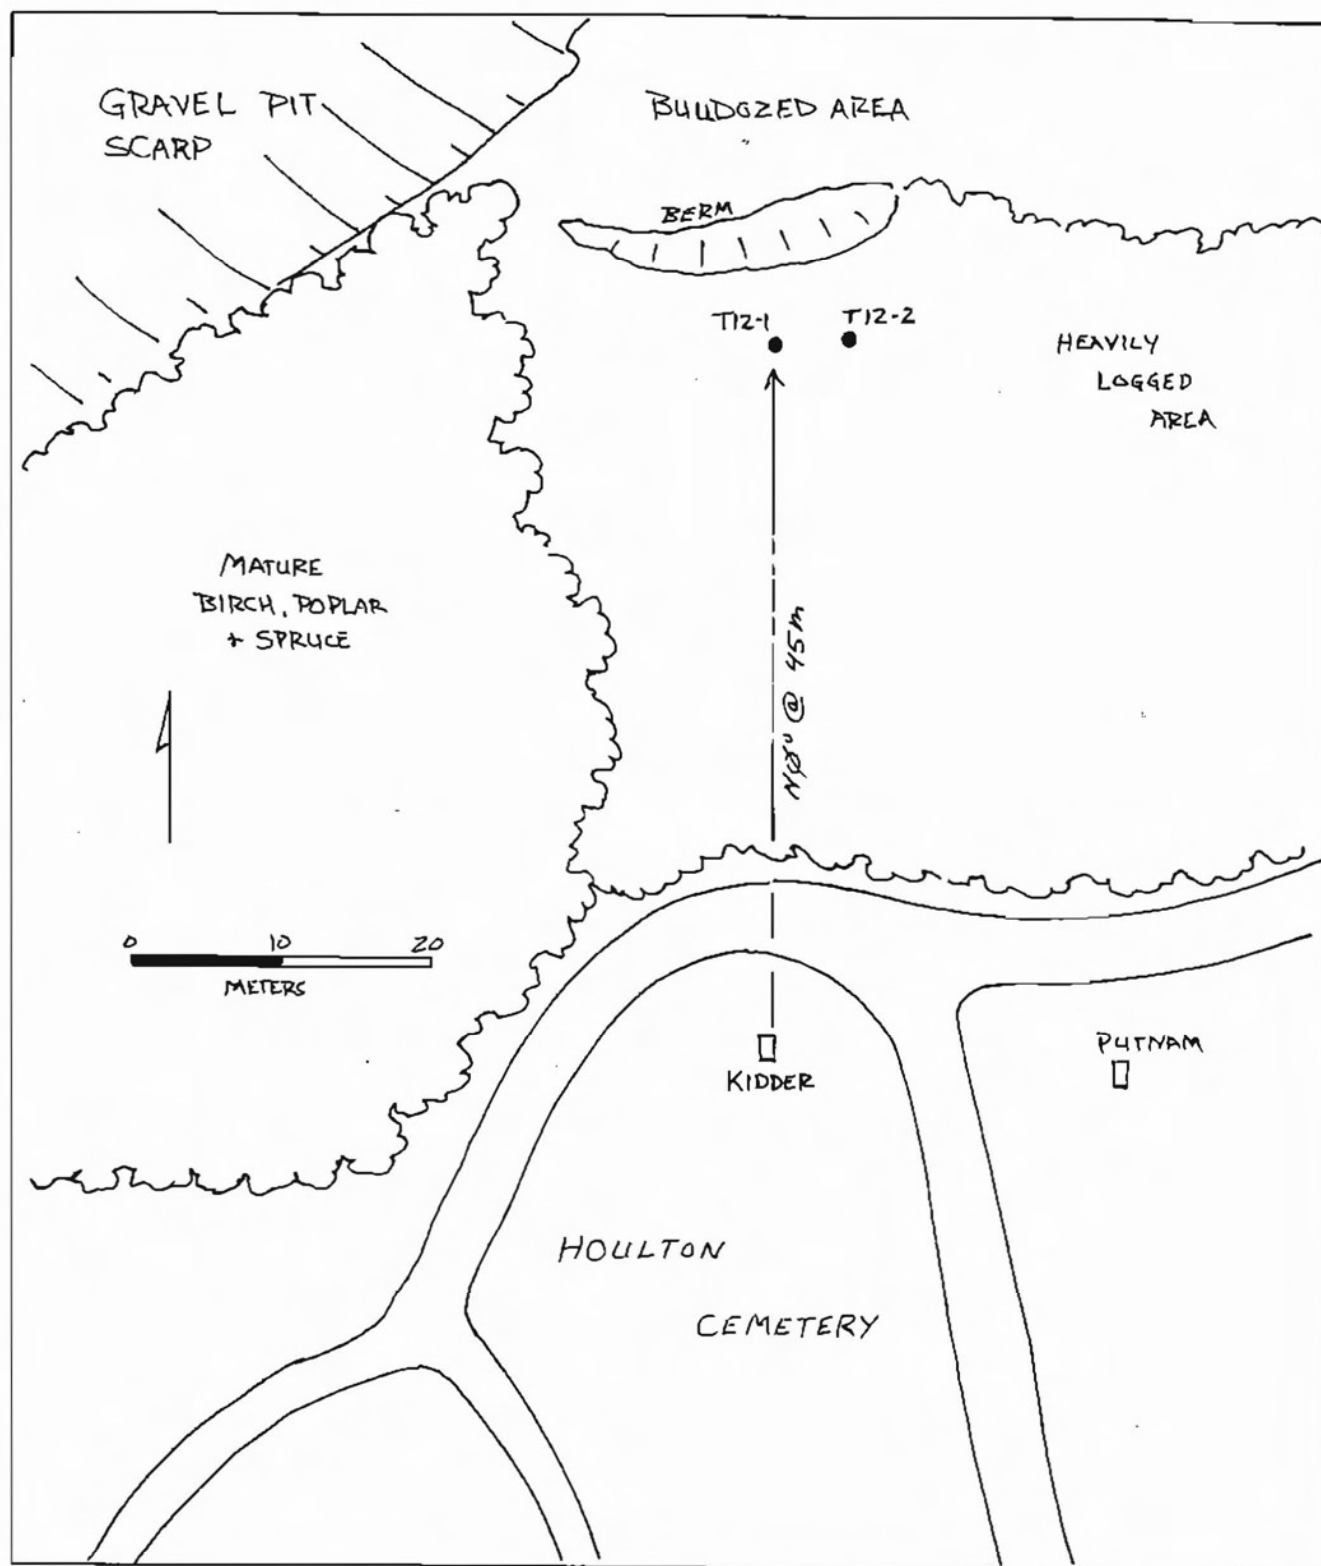 GRAVEL PIT
SCARP
BULLDOZED AREA
BERM
T12-1
T12-2
HEAVILY
LOGGED
AREA
MATURE
BIRCH, POPLAR
+ SPRUCE
NØ° @ 45m
0 10 20
METERS
KIDDER
PUTNAM
HOULTON
CEMETERY